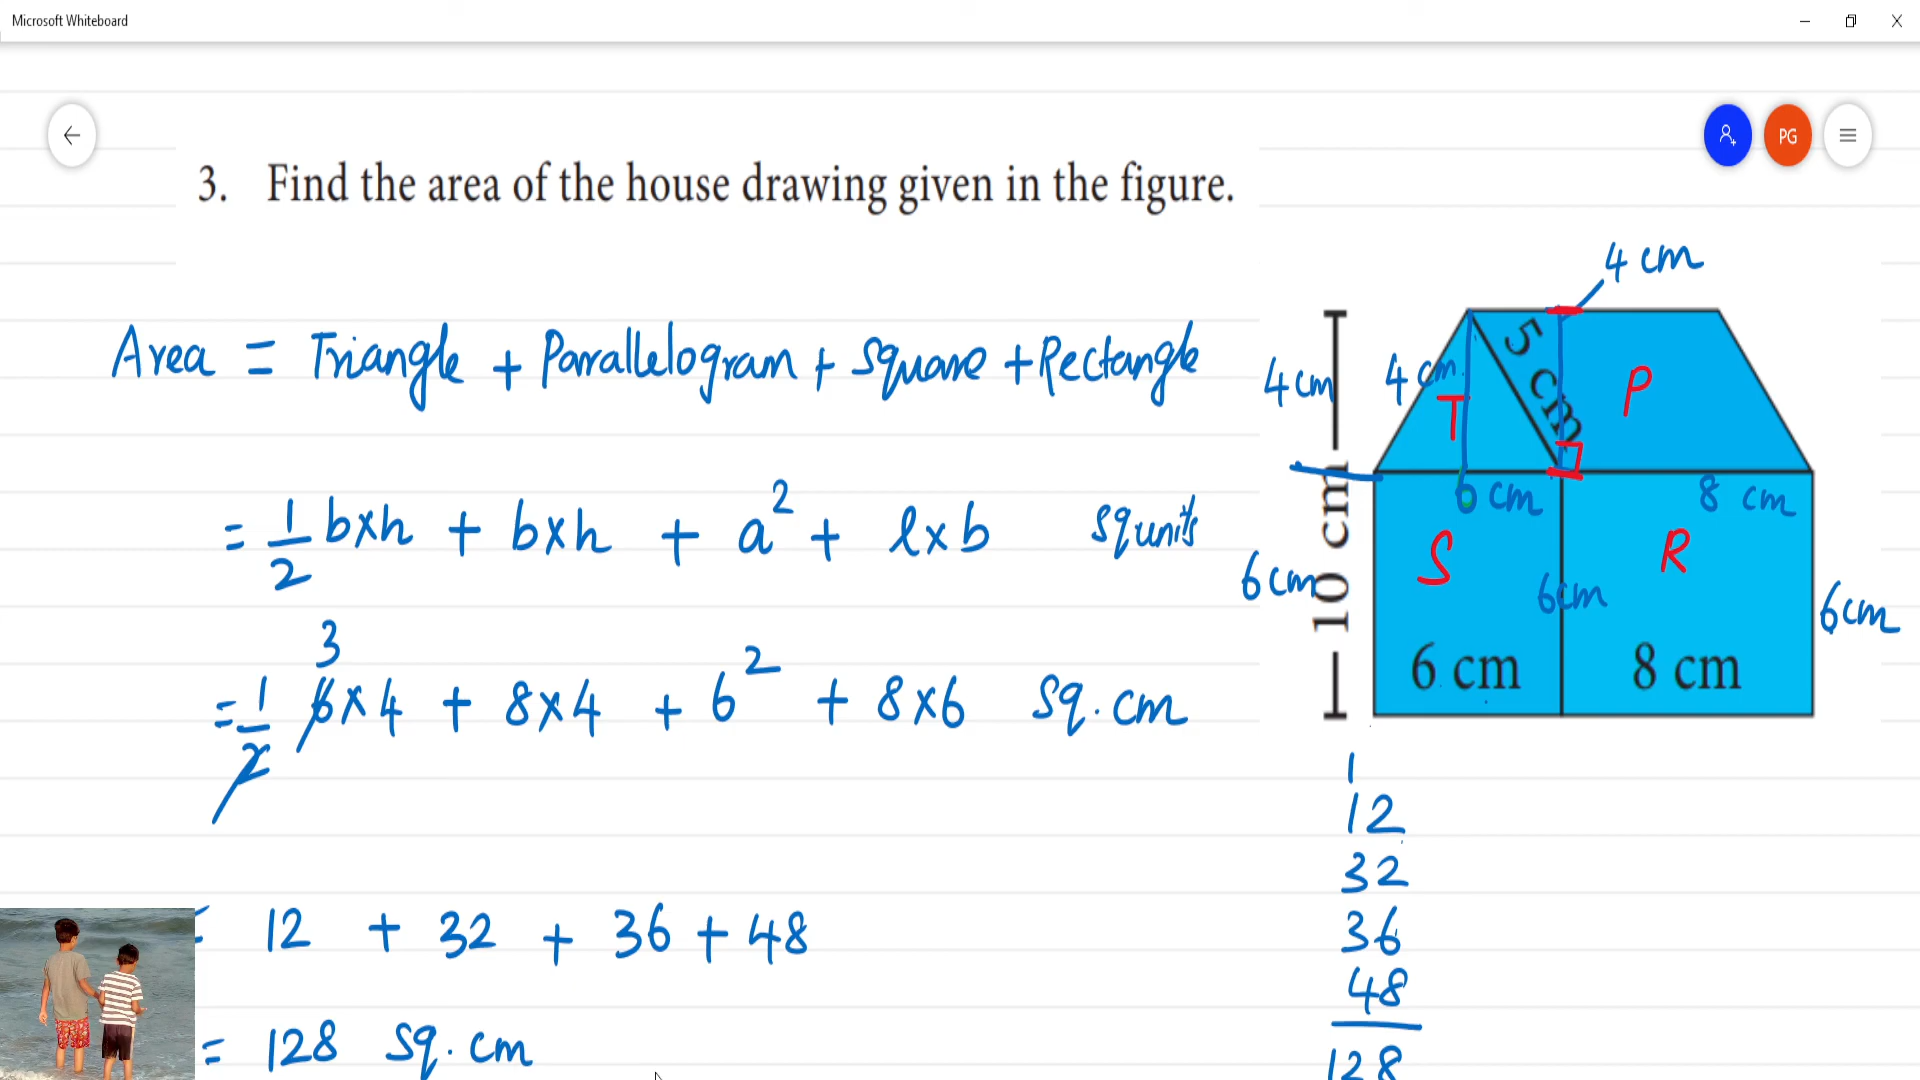 Microsoft Whiteboard
PG
3. Find the area of the house drawing given in the figure.
Area = Triangle + Parallelogram + Square + Rectangle
= 1/2 b×h + b×h + a² + l×b sq units
3
= 1/2 6×4 + 8×4 + 6² + 8×6 sq.cm
= 12 + 32 + 36 + 48
= 128 sq.cm
4 cm
4 cm
4 cm
5 cm
T
P
6 cm
8 cm
10 cm
6 cm
S
R
6 cm
6 cm
6 cm
8 cm
1
12
32
36
48
128